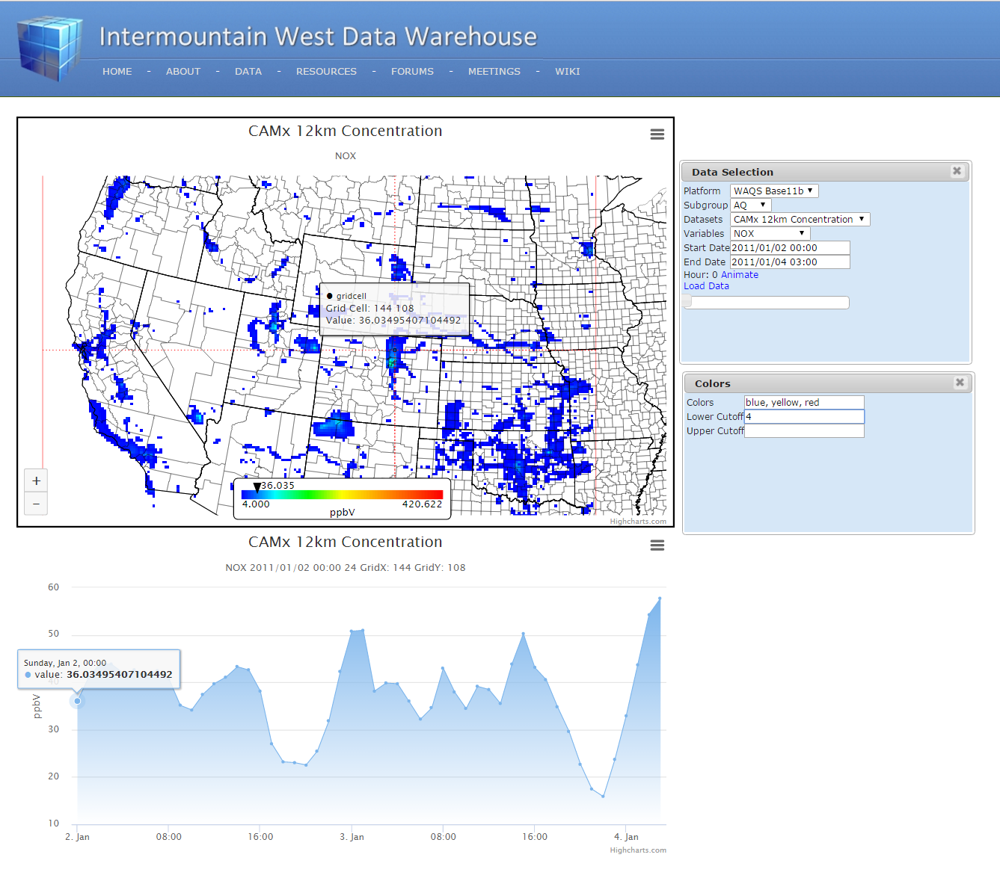 Intermountain West Data Warehouse
HOME - ABOUT - DATA - RESOURCES - FORUMS - MEETINGS - WIKI
CAMx 12km Concentration
NOX
gridcell
Grid Cell: 144 108
Value: 36.03495407104492
+
−
36.035
4.000 420.622
ppbV
Highcharts.com
Data Selection
Platform WAQS Base11b
Subgroup AQ
Datasets CAMx 12km Concentration
Variables NOX
Start Date 2011/01/02 00:00
End Date 2011/01/04 03:00
Hour: 0 Animate
Load Data
Colors
Colors blue, yellow, red
Lower Cutoff 4
Upper Cutoff
CAMx 12km Concentration
NOX 2011/01/02 00:00 24 GridX: 144 GridY: 108
60
50
40
30
20
10
ppbV
Sunday, Jan 2, 00:00
value: 36.03495407104492
2. Jan 08:00 16:00 3. Jan 08:00 16:00 4. Jan
Highcharts.com